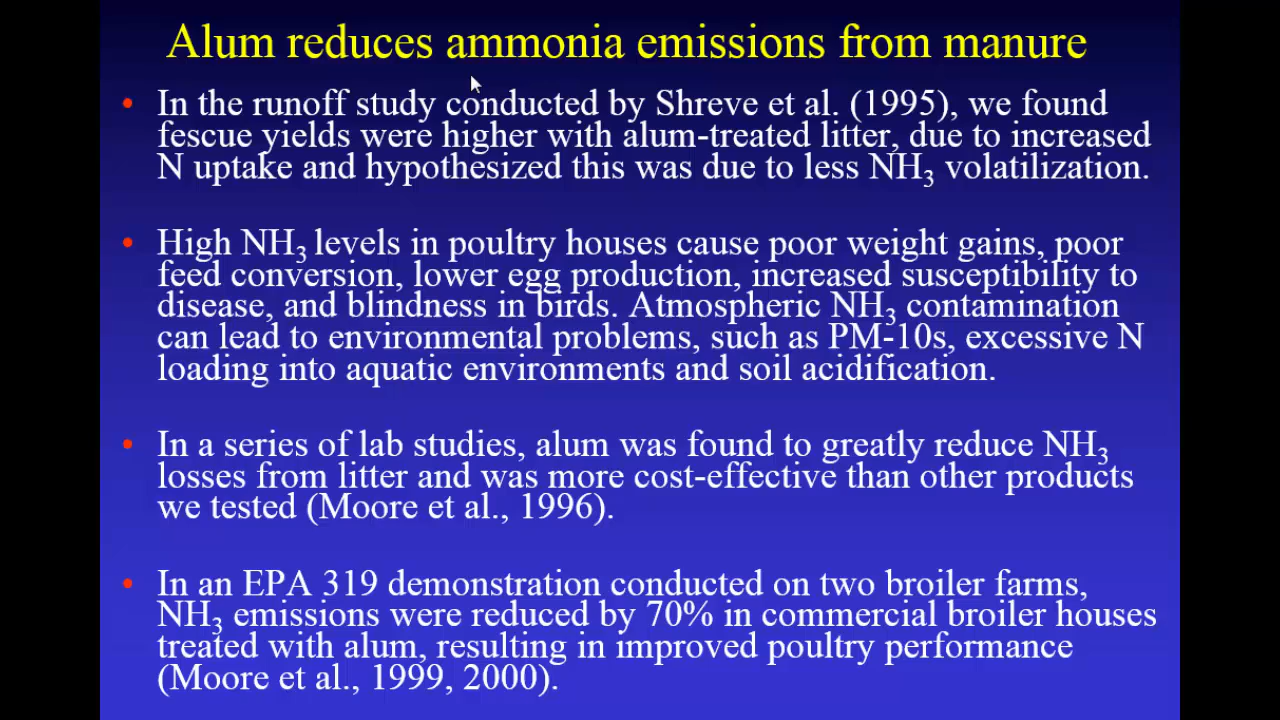 Alum reduces ammonia emissions from manure
• In the runoff study conducted by Shreve et al. (1995), we found
fescue yields were higher with alum-treated litter, due to increased
N uptake and hypothesized this was due to less NH₃ volatilization.
• High NH₃ levels in poultry houses cause poor weight gains, poor
feed conversion, lower egg production, increased susceptibility to
disease, and blindness in birds. Atmospheric NH₃ contamination
can lead to environmental problems, such as PM-10s, excessive N
loading into aquatic environments and soil acidification.
• In a series of lab studies, alum was found to greatly reduce NH₃
losses from litter and was more cost-effective than other products
we tested (Moore et al., 1996).
• In an EPA 319 demonstration conducted on two broiler farms,
NH₃ emissions were reduced by 70% in commercial broiler houses
treated with alum, resulting in improved poultry performance
(Moore et al., 1999, 2000).